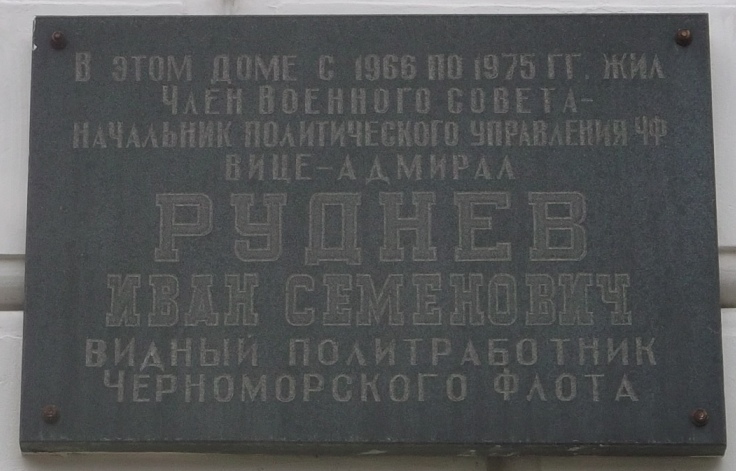 В ЭТОМ ДОМЕ С 1966 ПО 1975 ГГ. ЖИЛ
ЧЛЕН ВОЕННОГО СОВЕТА-
НАЧАЛЬНИК ПОЛИТИЧЕСКОГО УПРАВЛЕНИЯ ЧФ
ВИЦЕ-АДМИРАЛ
РУДНЕВ
ИВАН СЕМЕНОВИЧ
ВИДНЫЙ ПОЛИТРАБОТНИК
ЧЕРНОМОРСКОГО ФЛОТА